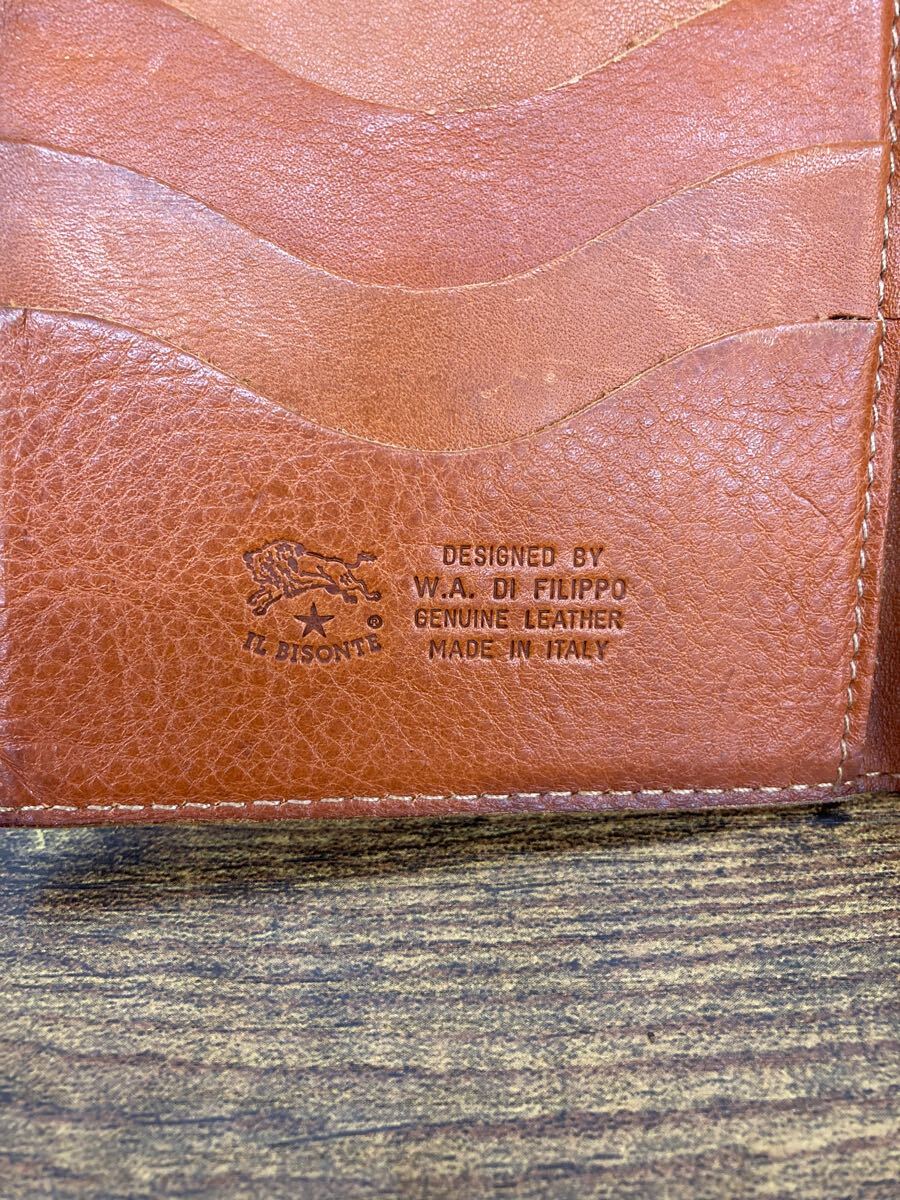 IL BISONTE ®
DESIGNED BY
W.A. DI FILIPPO
GENUINE LEATHER
MADE IN ITALY